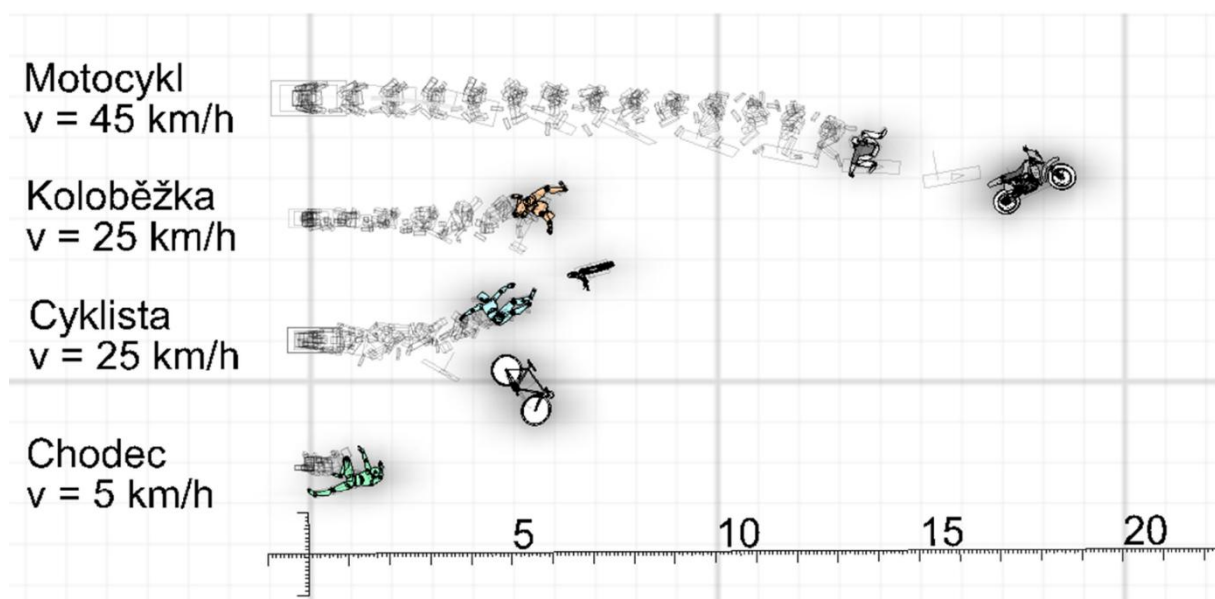 Motocykl
v = 45 km/h
Koloběžka
v = 25 km/h
Cyklista
v = 25 km/h
Chodec
v = 5 km/h
5 10 15 20